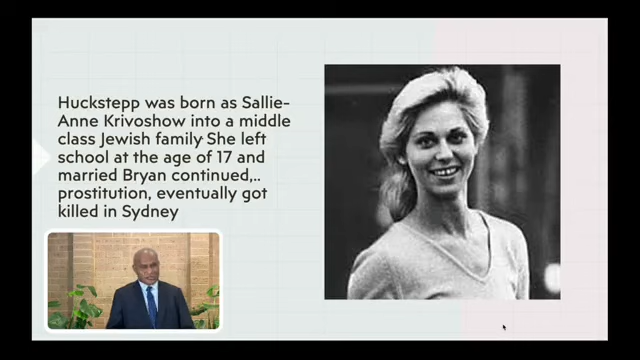 Huckstepp was born as Sallie-
Anne Krivoshow into a middle
class Jewish family She left
school at the age of 17 and
married Bryan continued,..
prostitution, eventually got
killed in Sydney